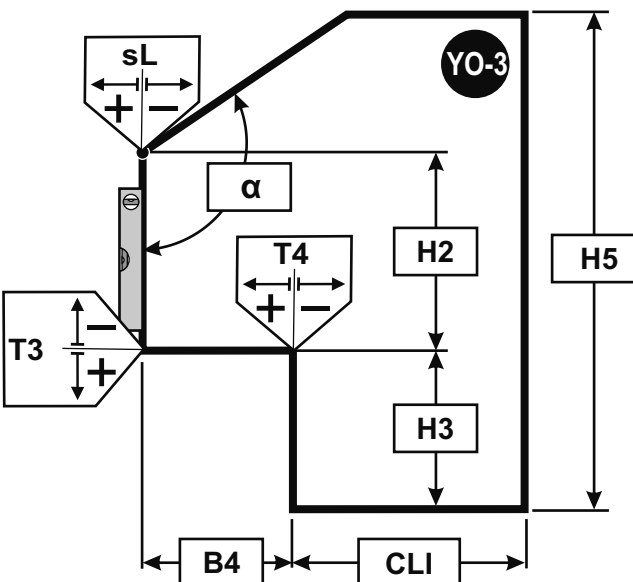 sL
+ −
YO-3
α
H2
H5
T4
+ −
T3
−
+
H3
B4
CLI